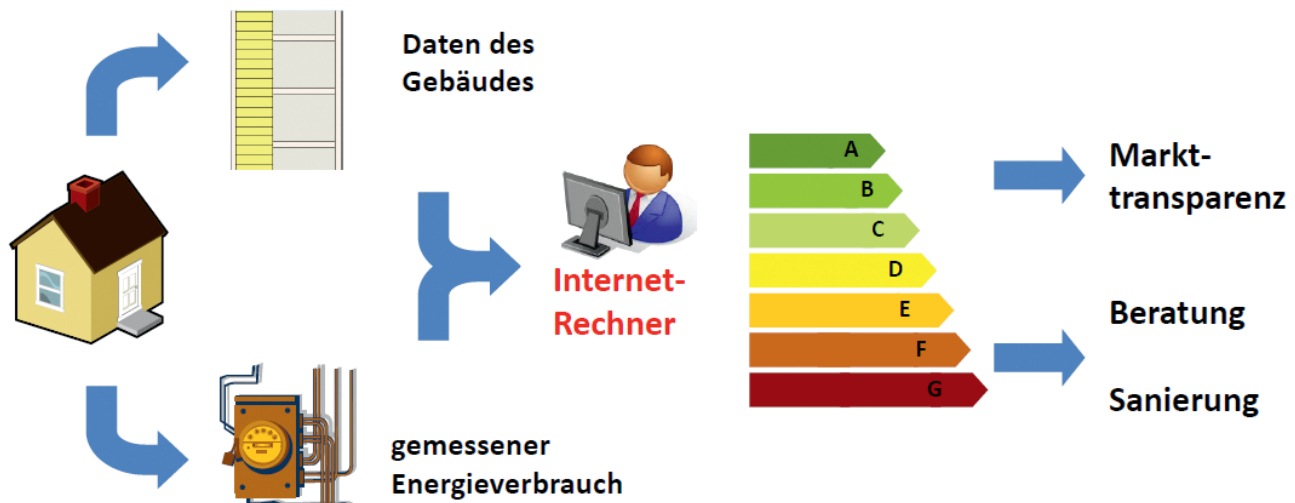 Daten des
Gebäudes
Internet-
Rechner
gemessener
Energieverbrauch
A
B
C
D
E
F
G
Markt-
transparenz
Beratung
Sanierung